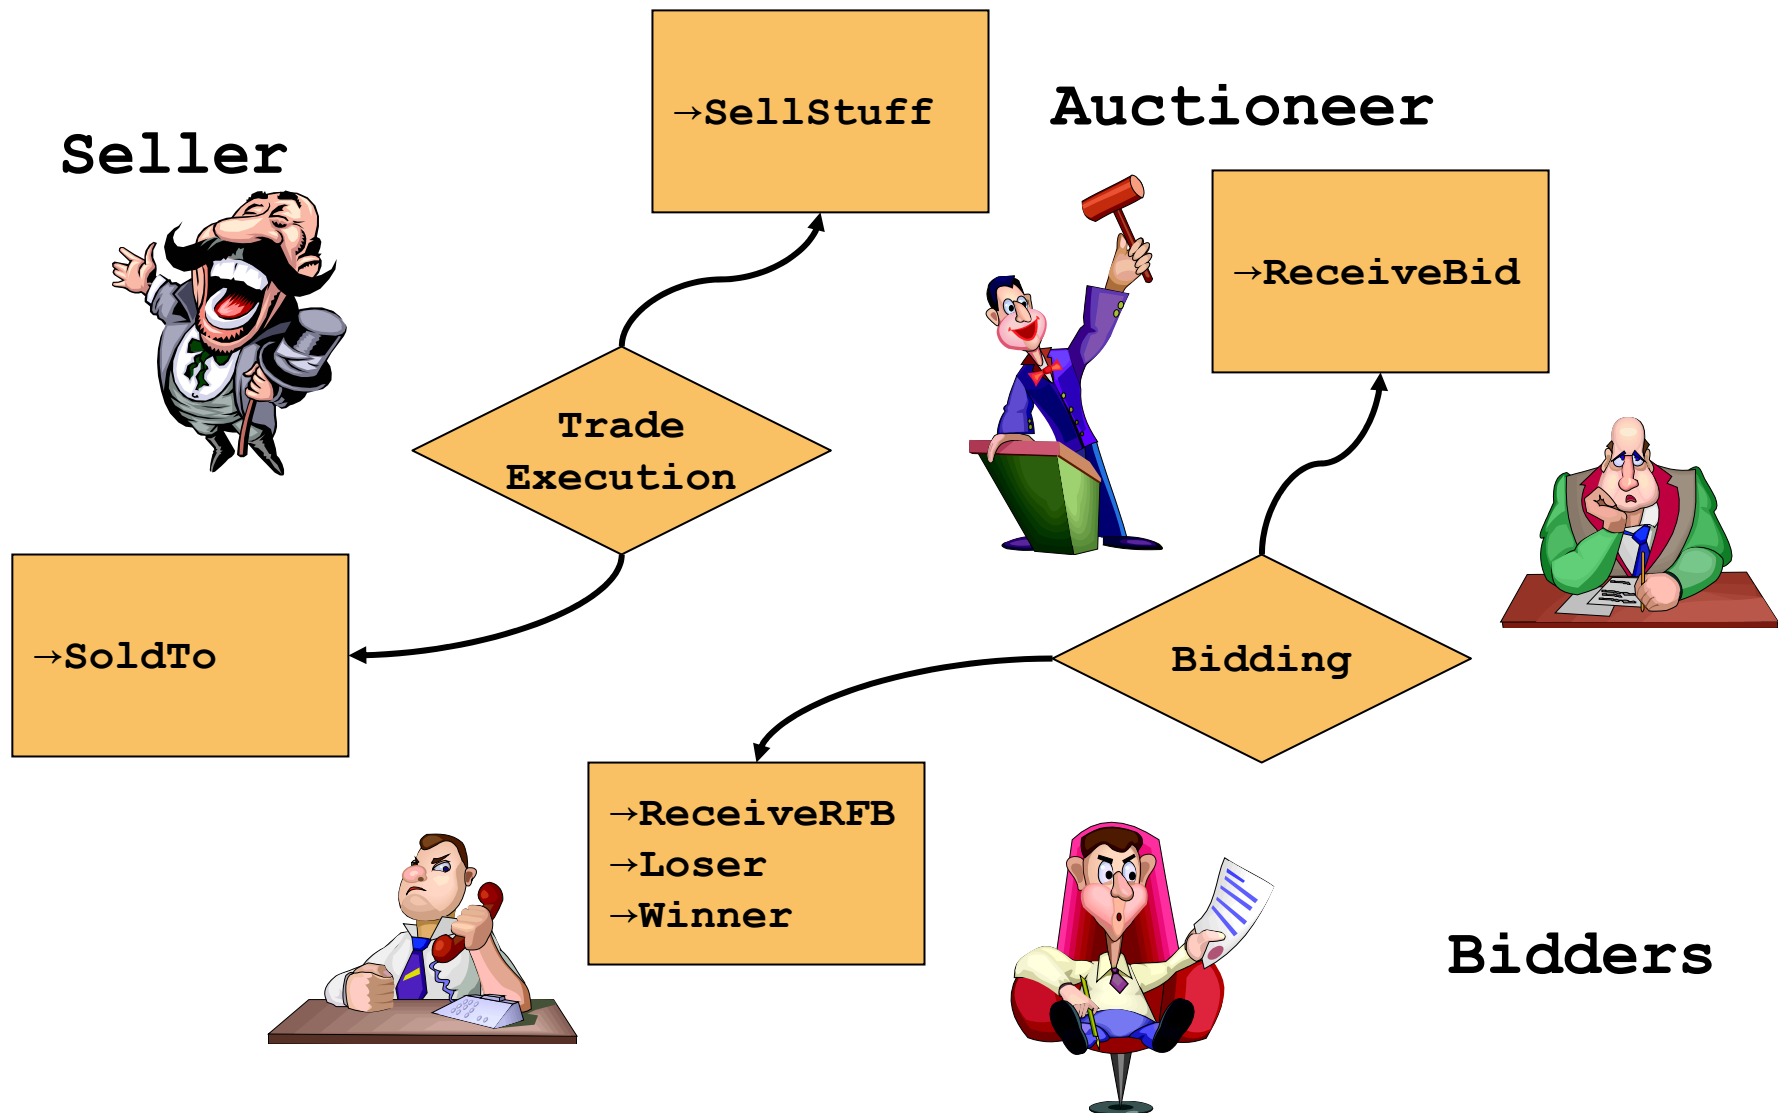 →SellStuff
Auctioneer
Seller
→ReceiveBid
Trade
Execution
→SoldTo
Bidding
→ReceiveRFB
→Loser
→Winner
Bidders